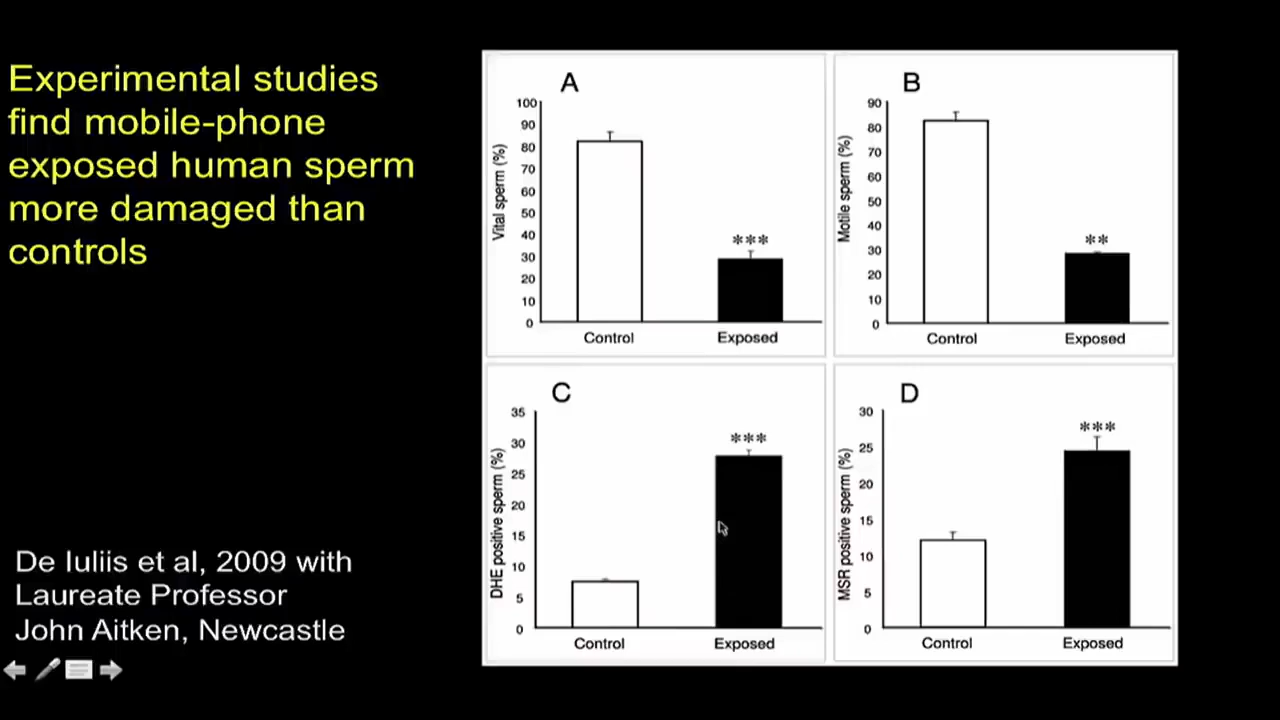 Experimental studies
find mobile-phone
exposed human sperm
more damaged than
controls
De Iuliis et al, 2009 with
Laureate Professor
John Aitken, Newcastle
A
Vital sperm (%)
100
90
80
70
60
50
40
30
20
10
0
***
Control
Exposed
B
Motile sperm (%)
90
80
70
60
50
40
30
20
10
0
**
Control
Exposed
C
DHE positive sperm (%)
35
30
25
20
15
10
5
0
***
Control
Exposed
D
MSR positive sperm (%)
30
25
20
15
10
5
0
***
Control
Exposed